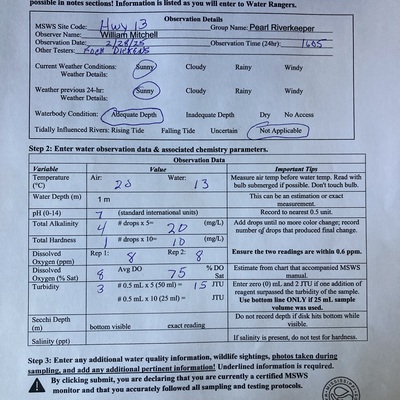 possible in notes sections! Information is listed as you will enter to Water Rangers.
Observation Details
MSWS Site Code: Hwy 13 Group Name: Pearl Riverkeeper
Observer Name: William Mitchell
Observation Date: 2/28/25 Observation Time (24hr): 1605
Other Testers:
Current Weather Conditions: Sunny Cloudy Rainy Windy
Weather Details:
Weather previous 24-hr: Sunny Cloudy Rainy Windy
Weather Details:
Waterbody Condition: Adequate Depth Inadequate Depth Dry No Access
Tidally Influenced Rivers: Rising Tide Falling Tide Uncertain Not Applicable
Step 2: Enter water observation data & associated chemistry parameters.
Observation Data
Variable Value Important Tips
Temperature (°C) Air: 20 Water: 13 Measure air temp before water temp. Read with bulb submerged if possible. Don't touch bulb.
Water Depth (m) 1 m This can be an estimation or exact measurement.
pH (0-14) 7 (standard international units) Record to nearest 0.5 unit.
Total Alkalinity 4 # drops x 5= 20 (mg/L) Add drops until no more color change; record number of drops that produced final change.
Total Hardness 1 # drops x 10= 10 (mg/L)
Dissolved Oxygen (ppm) Rep 1: 8 Rep 2: 8 Ensure the two readings are within 0.6 ppm.
Dissolved Oxygen (% Sat) 8 Avg DO 75 % DO Sat Estimate from chart that accompanied MSWS manual.
Turbidity 3 # 0.5 mL x 5 (50 ml) = 15 JTU Enter zero (0) mL and 2 JTU if one addition of reagent surpassed the turbidity of the sample.
# 0.5 mL x 10 (25 ml) = JTU Use bottom line ONLY if 25 mL sample volume was used.
Secchi Depth (m) bottom visible exact reading Do not record depth if disk hits bottom while visible.
Salinity (ppt) If salinity is present, do not test for hardness.
Step 3: Enter any additional water quality information, wildlife sightings, photos taken during
sampling, and add any additional pertinent information! Underlined information is required.
By clicking submit, you are declaring that you are currently a certified MSWS
monitor and that you accurately followed all sampling and testing protocols.